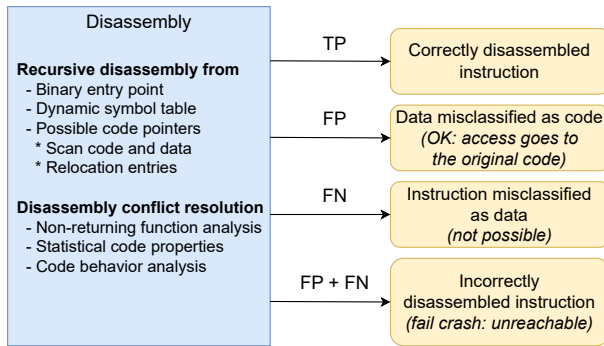 Disassembly
Recursive disassembly from
- Binary entry point
- Dynamic symbol table
- Possible code pointers
* Scan code and data
* Relocation entries
Disassembly conflict resolution
- Non-returning function analysis
- Statistical code properties
- Code behavior analysis
TP
Correctly disassembled
instruction
FP
Data misclassified as code
(OK: access goes to
the original code)
FN
Instruction misclassified
as data
(not possible)
FP + FN
Incorrectly
disassembled instruction
(fail crash: unreachable)